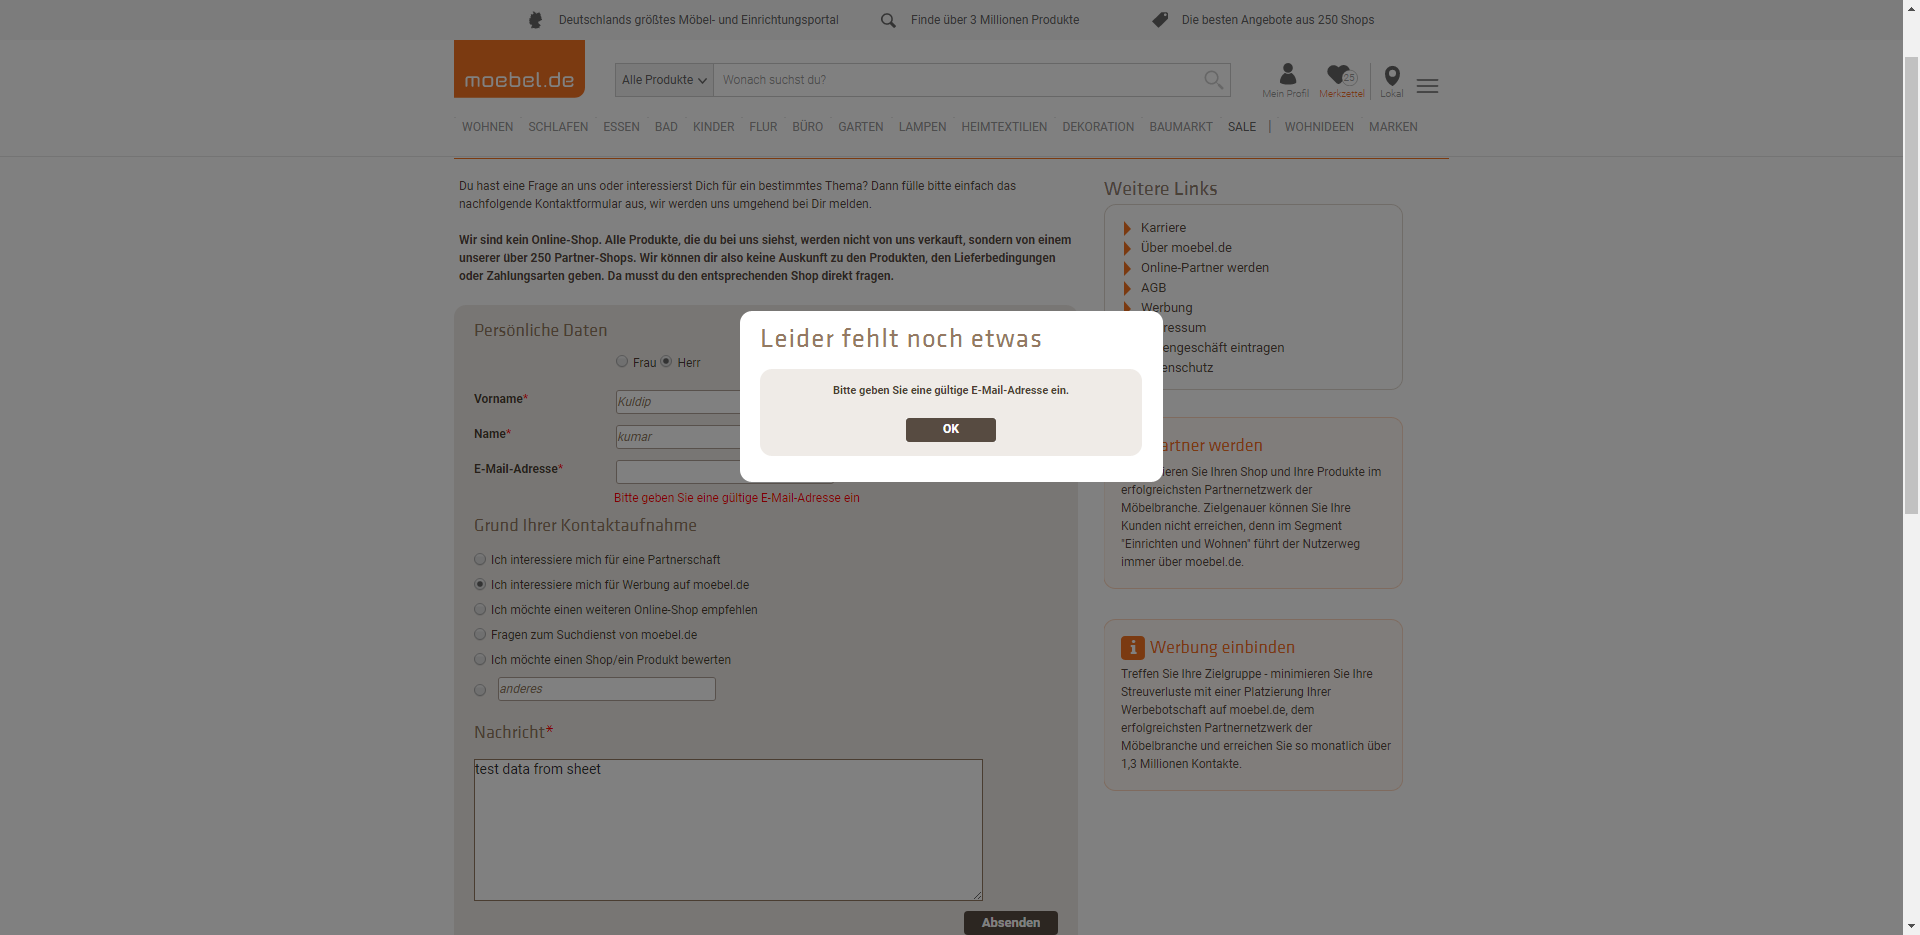 Deutschlands größtes Möbel- und Einrichtungsportal
Finde über 3 Millionen Produkte
Die besten Angebote aus 250 Shops
moebel.de
Alle Produkte
Wonach suchst du?
Mein Profil
25
Merkzettel
Lokal
WOHNEN SCHLAFEN ESSEN BAD KINDER FLUR BÜRO GARTEN LAMPEN HEIMTEXTILIEN DEKORATION BAUMARKT SALE | WOHNIDEEN MARKEN
Du hast eine Frage an uns oder interessierst Dich für ein bestimmtes Thema? Dann fülle bitte einfach das
nachfolgende Kontaktformular aus, wir werden uns umgehend bei Dir melden.
Wir sind kein Online-Shop. Alle Produkte, die du bei uns siehst, werden nicht von uns verkauft, sondern von einem
unserer über 250 Partner-Shops. Wir können dir also keine Auskunft zu den Produkten, den Lieferbedingungen
oder Zahlungsarten geben. Da musst du den entsprechenden Shop direkt fragen.
Persönliche Daten
Frau Herr
Vorname*
Kuldip
Name*
kumar
E-Mail-Adresse*
Bitte geben Sie eine gültige E-Mail-Adresse ein
Grund Ihrer Kontaktaufnahme
Ich interessiere mich für eine Partnerschaft
Ich interessiere mich für Werbung auf moebel.de
Ich möchte einen weiteren Online-Shop empfehlen
Fragen zum Suchdienst von moebel.de
Ich möchte einen Shop/ein Produkt bewerten
anderes
Nachricht*
test data from sheet
Absenden
Leider fehlt noch etwas
Bitte geben Sie eine gültige E-Mail-Adresse ein.
OK
Weitere Links
Karriere
Über moebel.de
Online-Partner werden
AGB
Werbung
ressum
engeschäft eintragen
enschutz
artner werden
ieren Sie Ihren Shop und Ihre Produkte im
erfolgreichsten Partnernetzwerk der
Möbelbranche. Zielgenauer können Sie Ihre
Kunden nicht erreichen, denn im Segment
"Einrichten und Wohnen" führt der Nutzerweg
immer über moebel.de.
i Werbung einbinden
Treffen Sie Ihre Zielgruppe - minimieren Sie Ihre
Streuverluste mit einer Platzierung Ihrer
Werbebotschaft auf moebel.de, dem
erfolgreichsten Partnernetzwerk der
Möbelbranche und erreichen Sie so monatlich über
1,3 Millionen Kontakte.